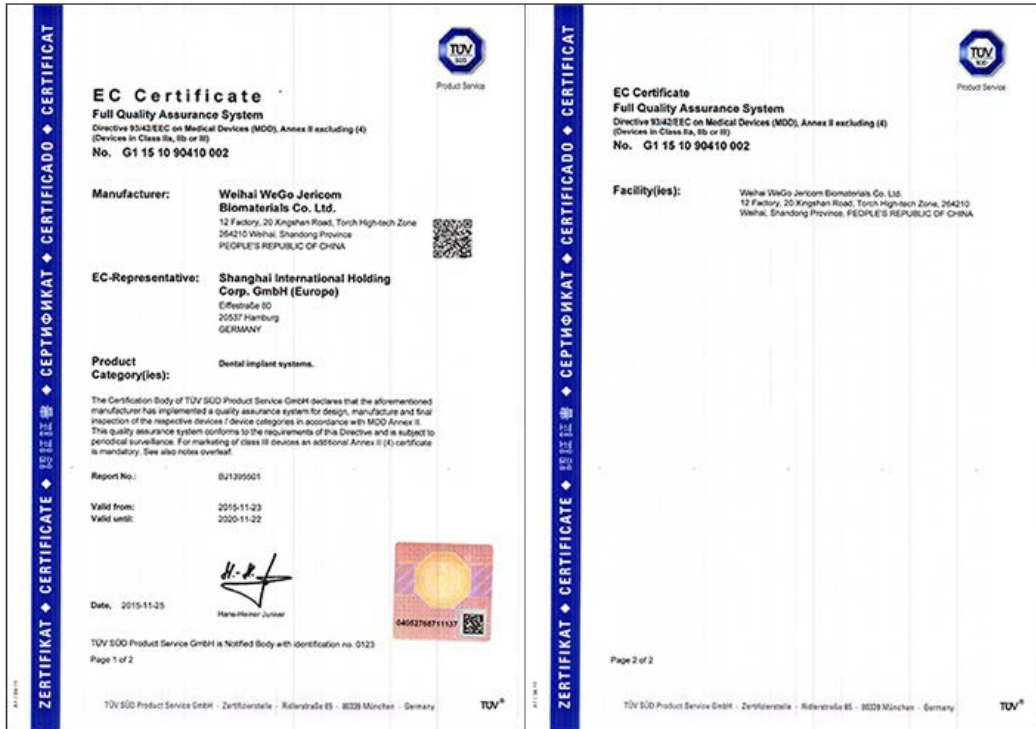 ZERTIFIKAT ◆ CERTIFICATE ◆ 認証証書 ◆ СЕРТИФИКАТ ◆ CERTIFICADO ◆ CERTIFICAT
TÜV
SÜD
Product Service
EC Certificate
Full Quality Assurance System
Directive 93/42/EEC on Medical Devices (MDD), Annex II excluding (4)
(Devices in Class IIa, IIb or III)
No. G1 15 10 90410 002
Manufacturer:
Weihai WeGo Jericom
Biomaterials Co. Ltd.
12 Factory, 20 Xingshan Road, Torch High-tech Zone
264210 Weihai, Shandong Province
PEOPLE'S REPUBLIC OF CHINA
EC-Representative:
Shanghai International Holding
Corp. GmbH (Europe)
Eiffestraße 80
20537 Hamburg
GERMANY
Product
Category(ies):
Dental implant systems.
The Certification Body of TÜV SÜD Product Service GmbH declares that the aforementioned
manufacturer has implemented a quality assurance system for design, manufacture and final
inspection of the respective devices / device categories in accordance with MDD Annex II.
This quality assurance system conforms to the requirements of this Directive and is subject to
periodical surveillance. For marketing of class III devices an additional Annex II (4) certificate
is mandatory. See also notes overleaf.
Report No.:
BJ1395501
Valid from:
2015-11-23
Valid until:
2020-11-22
Date, 2015-11-25
Hans-Heiner Junker
04052766711137
TÜV SÜD Product Service GmbH is Notified Body with identification no. 0123
Page 1 of 2
TÜV SÜD Product Service GmbH - Zertifizierstelle - Ridlerstraße 65 - 80339 München - Germany
TÜV®
ZERTIFIKAT ◆ CERTIFICATE ◆ 認証証書 ◆ СЕРТИФИКАТ ◆ CERTIFICADO ◆ CERTIFICAT
TÜV
SÜD
Product Service
EC Certificate
Full Quality Assurance System
Directive 93/42/EEC on Medical Devices (MDD), Annex II excluding (4)
(Devices in Class IIa, IIb or III)
No. G1 15 10 90410 002
Facility(ies):
Weihai WeGo Jericom Biomaterials Co. Ltd.
12 Factory, 20 Xingshan Road, Torch High-tech Zone, 264210
Weihai, Shandong Province, PEOPLE'S REPUBLIC OF CHINA
Page 2 of 2
TÜV SÜD Product Service GmbH - Zertifizierstelle - Ridlerstraße 65 - 80339 München - Germany
TÜV®